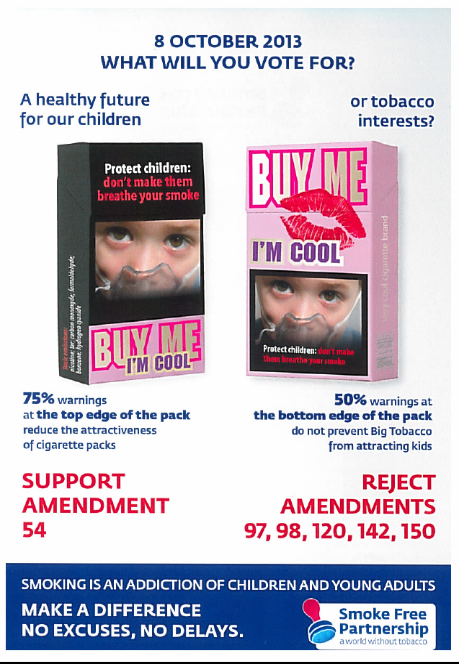 8 OCTOBER 2013
WHAT WILL YOU VOTE FOR?
A healthy future
for our children
or tobacco
interests?
Protect children:
don't make them
breathe your smoke
BUY ME
I'M COOL
BUY ME
I'M COOL
Protect children: don't make
them breathe your smoke
Very cool cigarette brand
75% warnings
at the top edge of the pack
reduce the attractiveness
of cigarette packs
50% warnings at
the bottom edge of the pack
do not prevent Big Tobacco
from attracting kids
SUPPORT
AMENDMENT
54
REJECT
AMENDMENTS
97, 98, 120, 142, 150
SMOKING IS AN ADDICTION OF CHILDREN AND YOUNG ADULTS
MAKE A DIFFERENCE
NO EXCUSES, NO DELAYS.
Smoke Free
Partnership
a world without tobacco